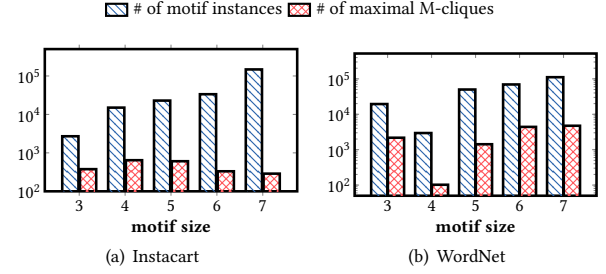 # of motif instances # of maximal M-cliques
10^5
10^4
10^3
10^2
3 4 5 6 7
motif size
(a) Instacart
10^5
10^4
10^3
10^2
3 4 5 6 7
motif size
(b) WordNet